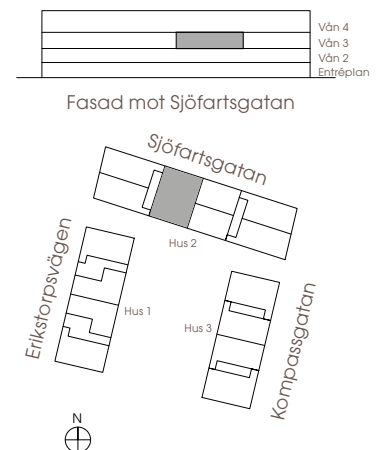 Vån 4
Vån 3
Vån 2
Entréplan
Fasad mot Sjöfartsgatan
Sjöfartsgatan
Hus 2
Erikstorpsvägen
Hus 1
Hus 3
Kompassgatan
N